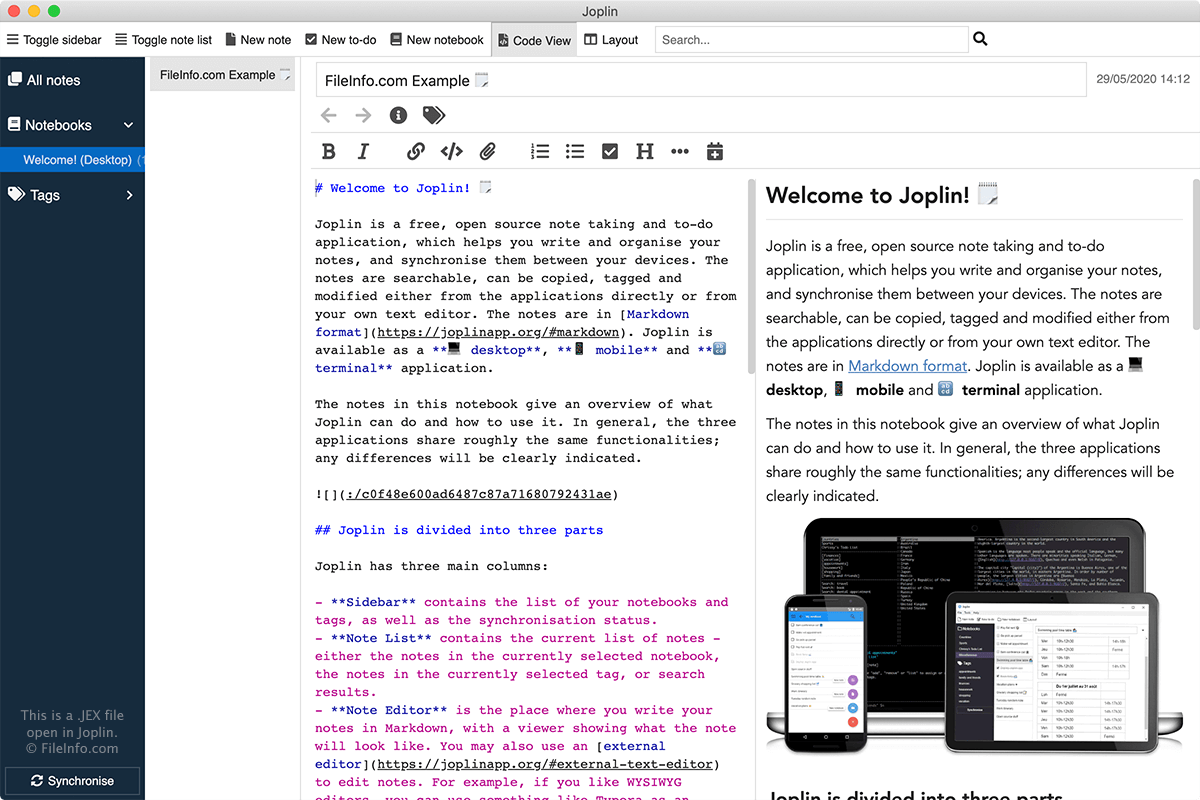 Joplin
Toggle sidebar Toggle note list New note New to-do New notebook Code View Layout Search...
All notes
Notebooks
Welcome! (Desktop) (1
Tags
This is a .JEX file
open in Joplin.
© FileInfo.com
Synchronise
FileInfo.com Example
FileInfo.com Example 29/05/2020 14:12
# Welcome to Joplin!
Joplin is a free, open source note taking and to-do
application, which helps you write and organise your
notes, and synchronise them between your devices. The
notes are searchable, can be copied, tagged and
modified either from the applications directly or from
your own text editor. The notes are in [Markdown
format](https://joplinapp.org/#markdown). Joplin is
available as a **💻 desktop**, **📱 mobile** and **🔡
terminal** application.
The notes in this notebook give an overview of what
Joplin can do and how to use it. In general, the three
applications share roughly the same functionalities;
any differences will be clearly indicated.
![](:/c0f48e600ad6487c87a71680792431ae)
## Joplin is divided into three parts
Joplin has three main columns:
- **Sidebar** contains the list of your notebooks and
tags, as well as the synchronisation status.
- **Note List** contains the current list of notes -
either the notes in the currently selected notebook,
the notes in the currently selected tag, or search
results.
- **Note Editor** is the place where you write your
notes in Marndown, with a viewer showing what the note
will look like. You may also use an [external
editor](https://joplinapp.org/#external-text-editor)
to edit notes. For example, if you like WYSIWYG
editors, you can use something like Typora as an
Welcome to Joplin!
Joplin is a free, open source note taking and to-do
application, which helps you write and organise your notes,
and synchronise them between your devices. The notes are
searchable, can be copied, tagged and modified either from
the applications directly or from your own text editor. The
notes are in Markdown format. Joplin is available as a 💻
desktop, 📱 mobile and 🔡 terminal application.
The notes in this notebook give an overview of what Joplin
can do and how to use it. In general, the three applications
share roughly the same functionalities; any differences will be
clearly indicated.
Joplin is divided into three parts